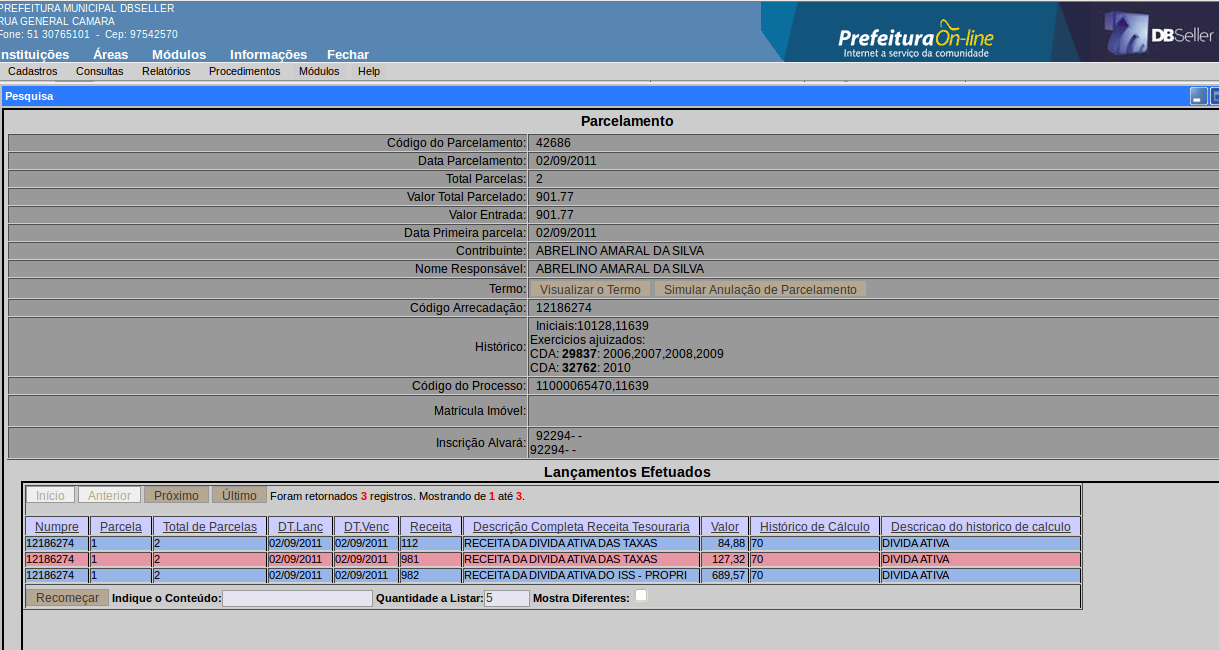 PREFEITURA MUNICIPAL DBSELLER
RUA GENERAL CAMARA
Fone: 51 30765101 - Cep: 97542570
PrefeituraOn-line
Internet a serviço da comunidade
DBSeller
nstituições Áreas Módulos Informações Fechar
Cadastros Consultas Relatórios Procedimentos Módulos Help
Pesquisa
Parcelamento
Código do Parcelamento: 42686
Data Parcelamento: 02/09/2011
Total Parcelas: 2
Valor Total Parcelado: 901.77
Valor Entrada: 901.77
Data Primeira parcela: 02/09/2011
Contribuínte: ABRELINO AMARAL DA SILVA
Nome Responsável: ABRELINO AMARAL DA SILVA
Termo: Visualizar o Termo Simular Anulação de Parcelamento
Código Arrecadação: 12186274
Histórico: Iniciais:10128,11639
Exercicios ajuizados:
CDA: 29837: 2006,2007,2008,2009
CDA: 32762: 2010
Código do Processo: 11000065470,11639
Matrícula Imóvel:
Inscrição Alvará: 92294- -
92294- -
Lançamentos Efetuados
Início Anterior Próximo Último Foram retornados 3 registros. Mostrando de 1 até 3.
Numpre Parcela Total de Parcelas DT.Lanc DT.Venc Receita Descrição Completa Receita Tesouraria Valor Histórico de Cálculo Descricao do historico de calculo
12186274 1 2 02/09/2011 02/09/2011 112 RECEITA DA DIVIDA ATIVA DAS TAXAS 84,88 70 DIVIDA ATIVA
12186274 1 2 02/09/2011 02/09/2011 981 RECEITA DA DIVIDA ATIVA DAS TAXAS 127,32 70 DIVIDA ATIVA
12186274 1 2 02/09/2011 02/09/2011 982 RECEITA DA DIVIDA ATIVA DO ISS - PROPRI 689,57 70 DIVIDA ATIVA
Recomeçar Indique o Conteúdo: Quantidade a Listar: 5 Mostra Diferentes: